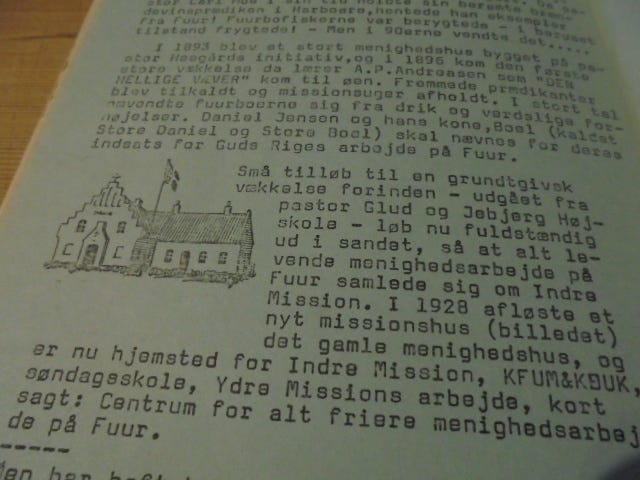 devinsprædiken i Harboøre, hentede han eksempler
fra Fuur! Fuurbofiskerne var berygtede - i beruset
tilstand frygtede! - Men i 90erne vendte det.....
I 1893 blev et stort menighedshus bygget på pa-
stor Høegårds initiativ, og i 1896 kom den første
store vækkelse da lærer A.P.Andreasen som "DEN
HELLIGE VÆVER" kom til øen. Fremmede prædikanter
blev tilkaldt og missionsuger afholdt. I stort tal
omvendte fuurboerne sig fra drik og verdslige for-
nøjelser. Daniel Jensen og hans kone, Boel (kaldet
Store Daniel og Store Boel) skal nævnes for deres
indsats for Guds Riges arbejde på Fuur.
Små tilløb til en grundtgivsk
vækkelse forinden - udgået fra
pastor Glud og Jebjerg Høj-
skole - løb nu fuldstændig
ud i sandet, så at alt le-
vende menighedsarbejde på
Fuur samlede sig om Indre
Mission. I 1928 afløste et
nyt missionshus (billedet)
det gamle menighedshus, og
er nu hjemsted for Indre Mission, KFUM&KFUK,
søndagsskole, Ydre Missions arbejde, kort
sagt: Centrum for alt friere menighedsarbej
de på Fuur.
-----